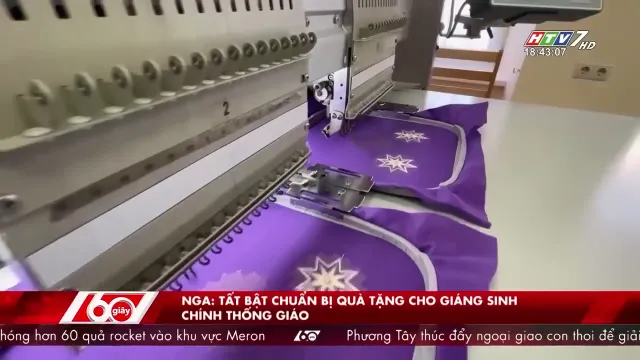 HTV7 HD
18:43:07
2
60 giây
NGA: TẤT BẬT CHUẨN BỊ QUÀ TẶNG CHO GIÁNG SINH
CHÍNH THỐNG GIÁO
hóng hơn 60 quả rocket vào khu vực Meron 60 Phương Tây thúc đẩy ngoại giao con thoi để giải